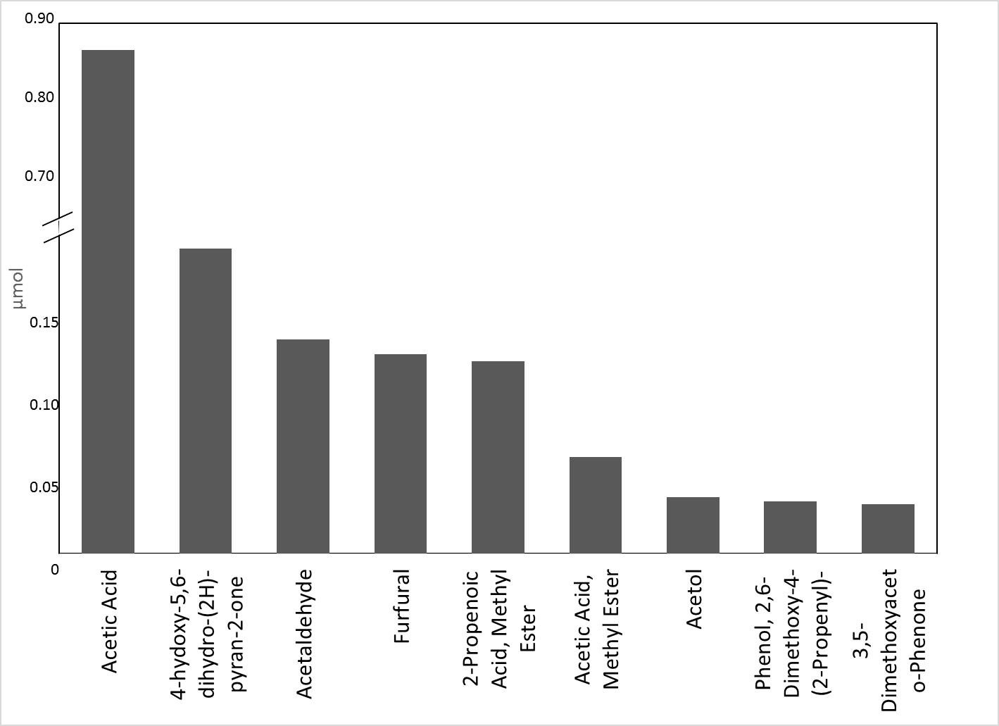 0.90
0.80
0.70
µmol
0.15
0.10
0.05
0
Acetic Acid
4-hydoxy-5,6-
dihydro-(2H)-
pyran-2-one
Acetaldehyde
Furfural
2-Propenoic
Acid, Methyl
Ester
Acetic Acid,
Methyl Ester
Acetol
Phenol, 2,6-
Dimethoxy-4-
(2-Propenyl)-
3,5-
Dimethoxyacet
o-Phenone